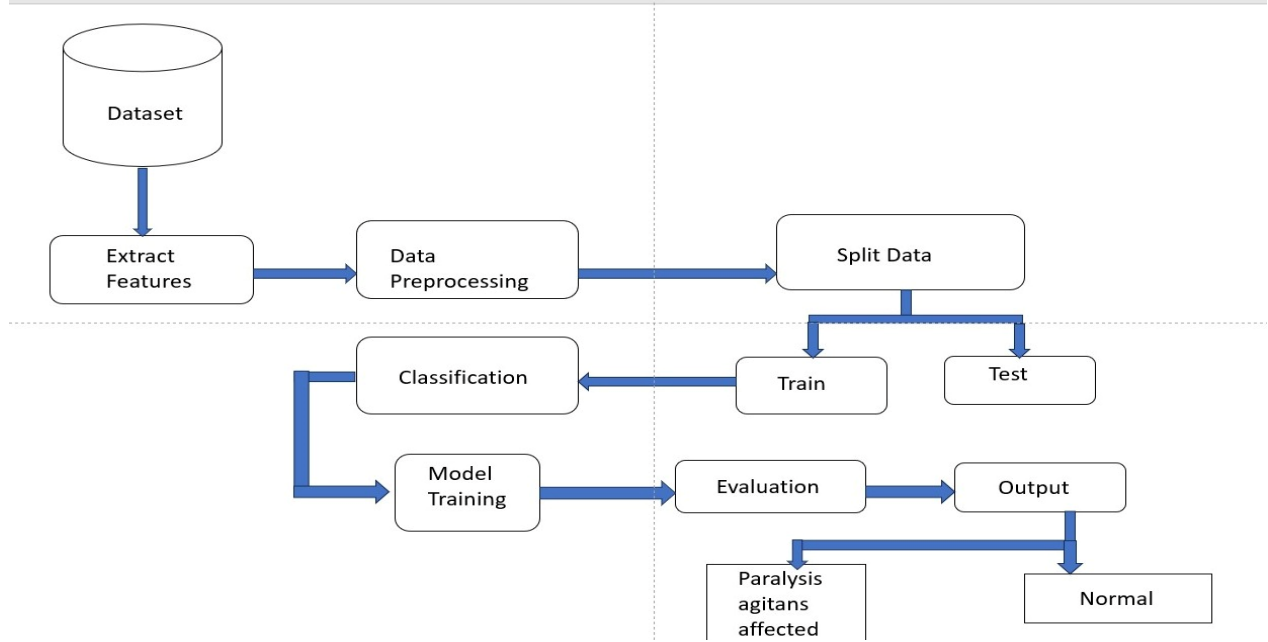 Dataset
Extract
Features
Data
Preprocessing
Split Data
Classification
Train
Test
Model
Training
Evaluation
Output
Paralysis
agitans
affected
Normal